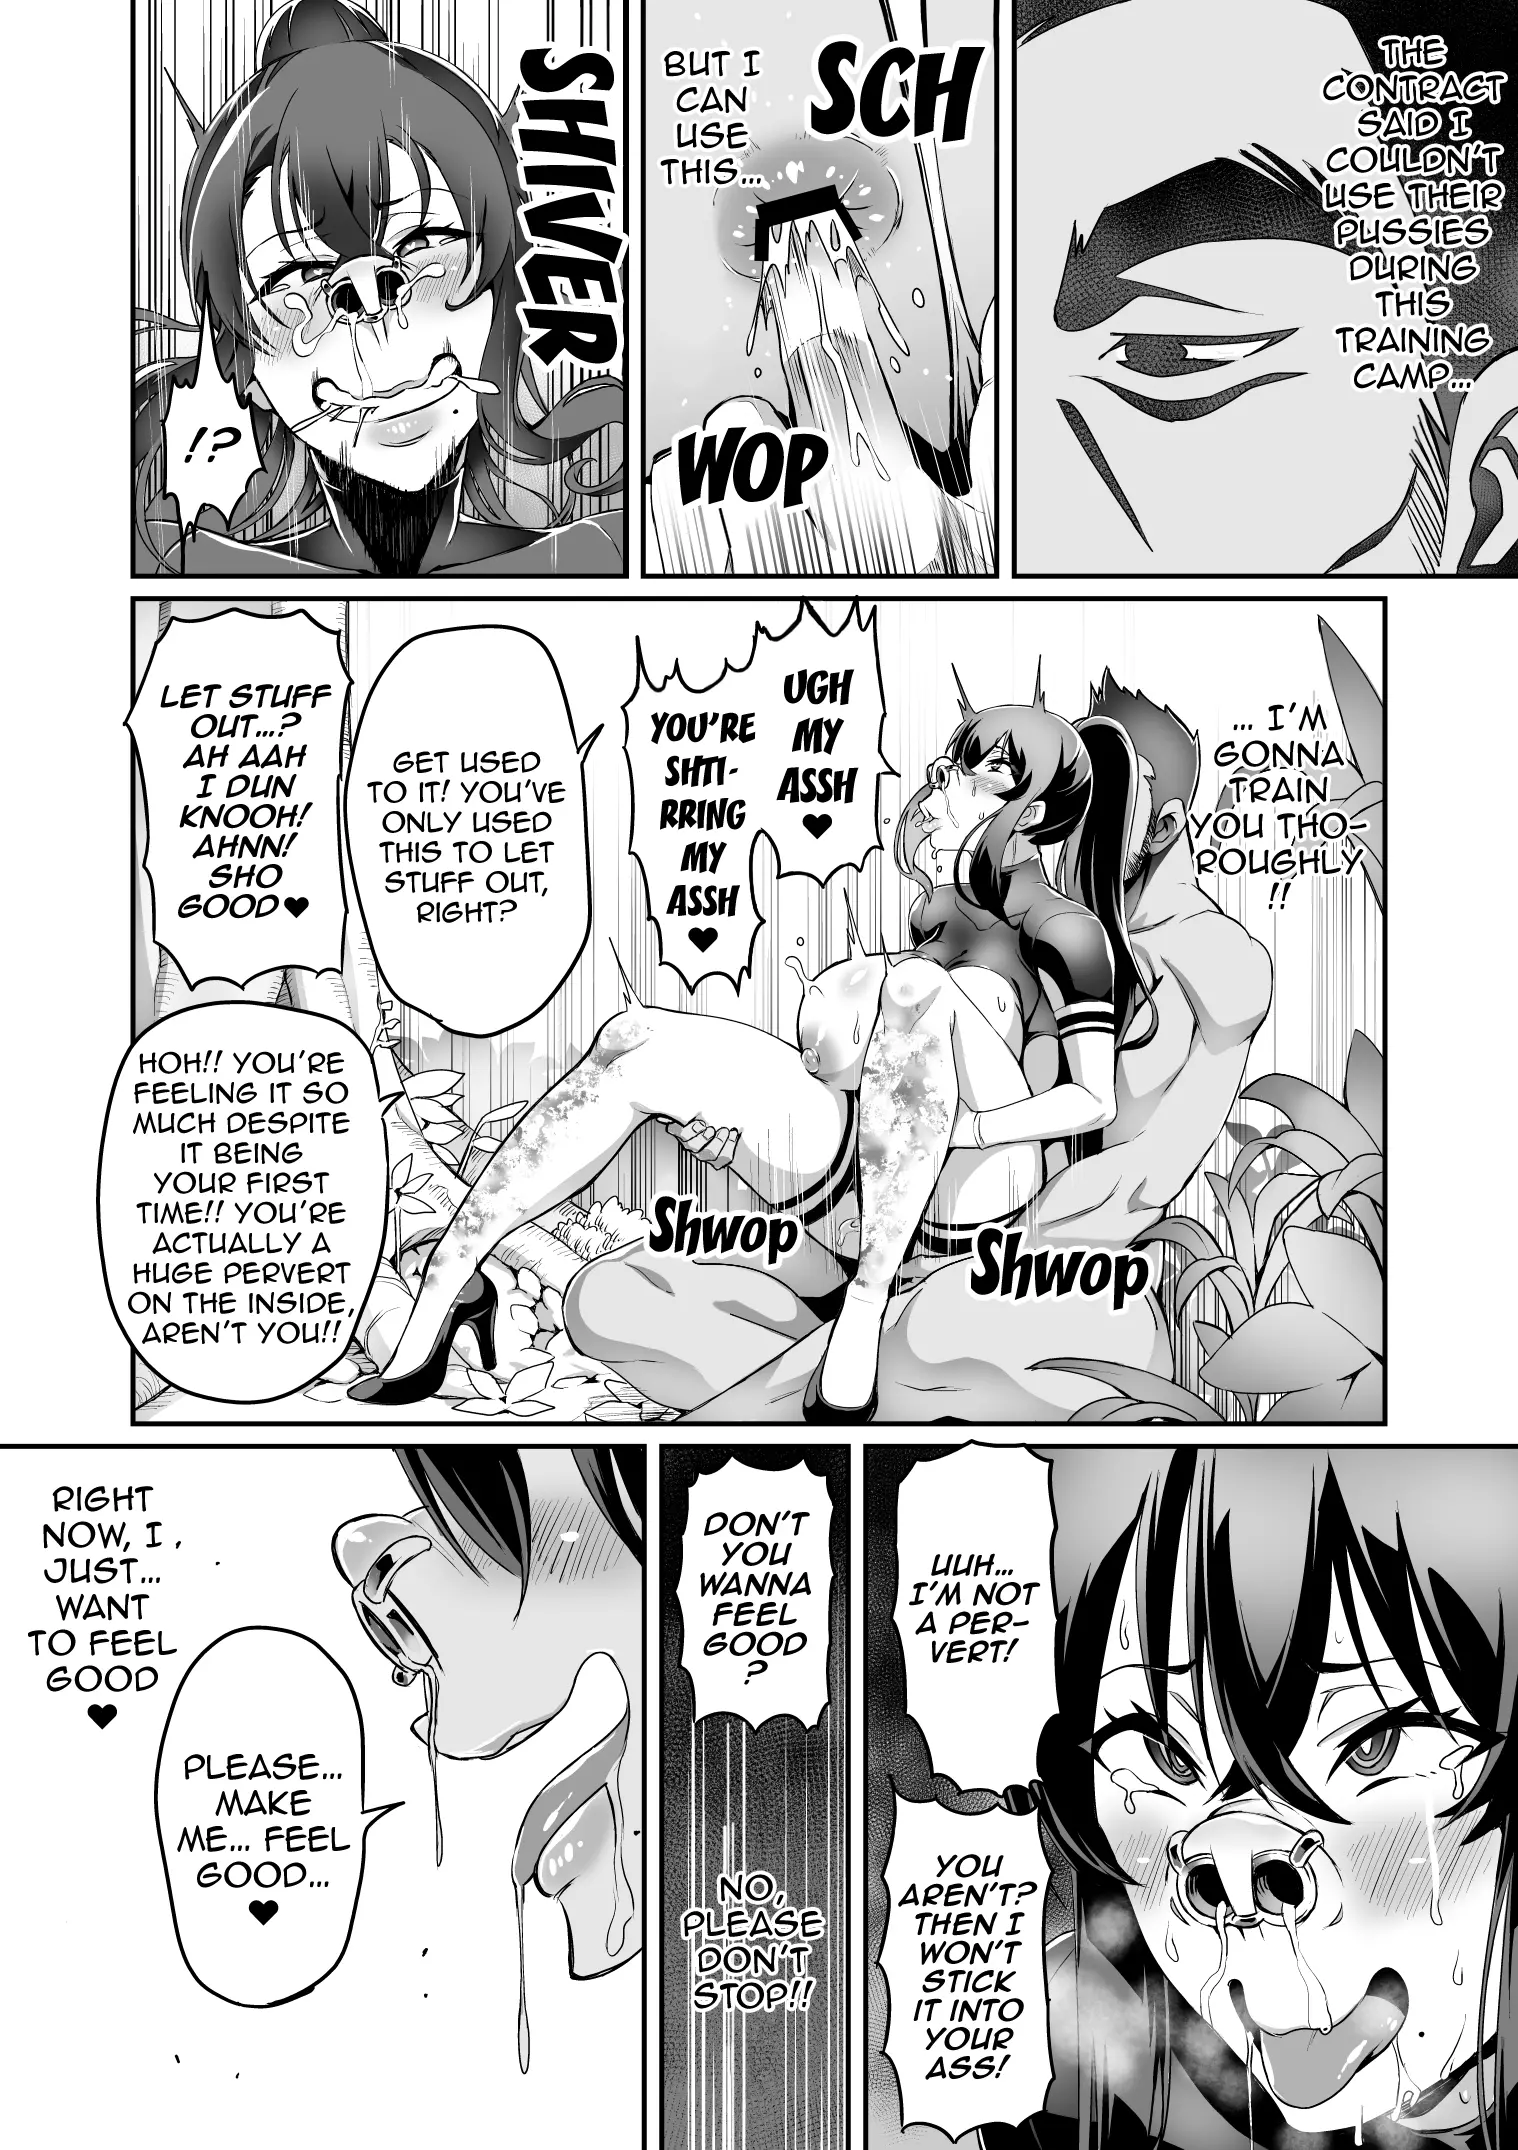 THE
CONTRACT
SAID I
COULDN'T
USE THEIR
PUSSIES
DURING
THIS
TRAINING
CAMP...
BUT I
CAN
USE
THIS...
SCH
WOP
SHIVER
!?
... I'M
GONNA
TRAIN
YOU THO-
ROUGHLY
!!
UGH
MY
ASSH
♥
YOU'RE
SHTI-
RRING
MY
ASSH
♥
GET USED
TO IT! YOU'VE
ONLY USED
THIS TO LET
STUFF OUT,
RIGHT?
LET STUFF
OUT...?
AH AAH
I DUN
KNOOH!
AHNN!
SHO
GOOD ♥
HOH!! YOU'RE
FEELING IT SO
MUCH DESPITE
IT BEING
YOUR FIRST
TIME!! YOU'RE
ACTUALLY A
HUGE PERVERT
ON THE INSIDE,
AREN'T YOU!!
Shwop
Shwop
UUH...
I'M NOT
A PER-
VERT!
YOU
AREN'T?
THEN I
WON'T
STICK
IT INTO
YOUR
ASS!
DON'T
YOU
WANNA
FEEL
GOOD
?
NO,
PLEASE
DON'T
STOP!!
RIGHT
NOW, I
JUST...
WANT
TO FEEL
GOOD
♥
PLEASE...
MAKE
ME... FEEL
GOOD...
♥